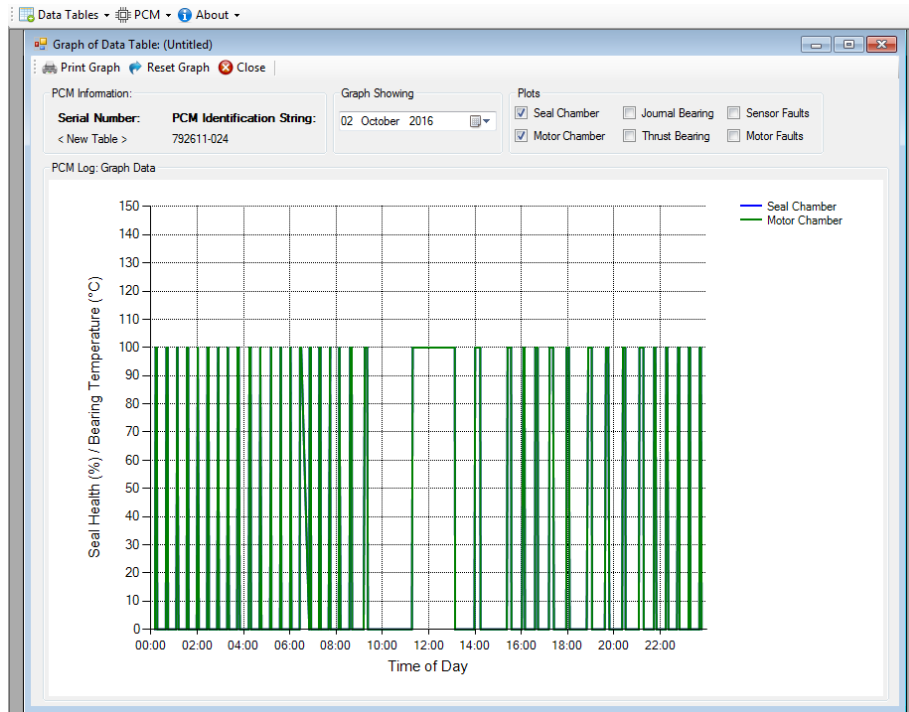 Data Tables PCM About
Graph of Data Table: (Untitled)
Print Graph Reset Graph Close
PCM Information:
Serial Number: PCM Identification String:
< New Table > 792611-024
Graph Showing
02 October 2016
Plots
Seal Chamber Journal Bearing Sensor Faults
Motor Chamber Thrust Bearing Motor Faults
PCM Log: Graph Data
Seal Chamber
Motor Chamber
Seal Health (%) / Bearing Temperature (°C)
150
140
130
120
110
100
90
80
70
60
50
40
30
20
10
0
00:00 02:00 04:00 06:00 08:00 10:00 12:00 14:00 16:00 18:00 20:00 22:00
Time of Day